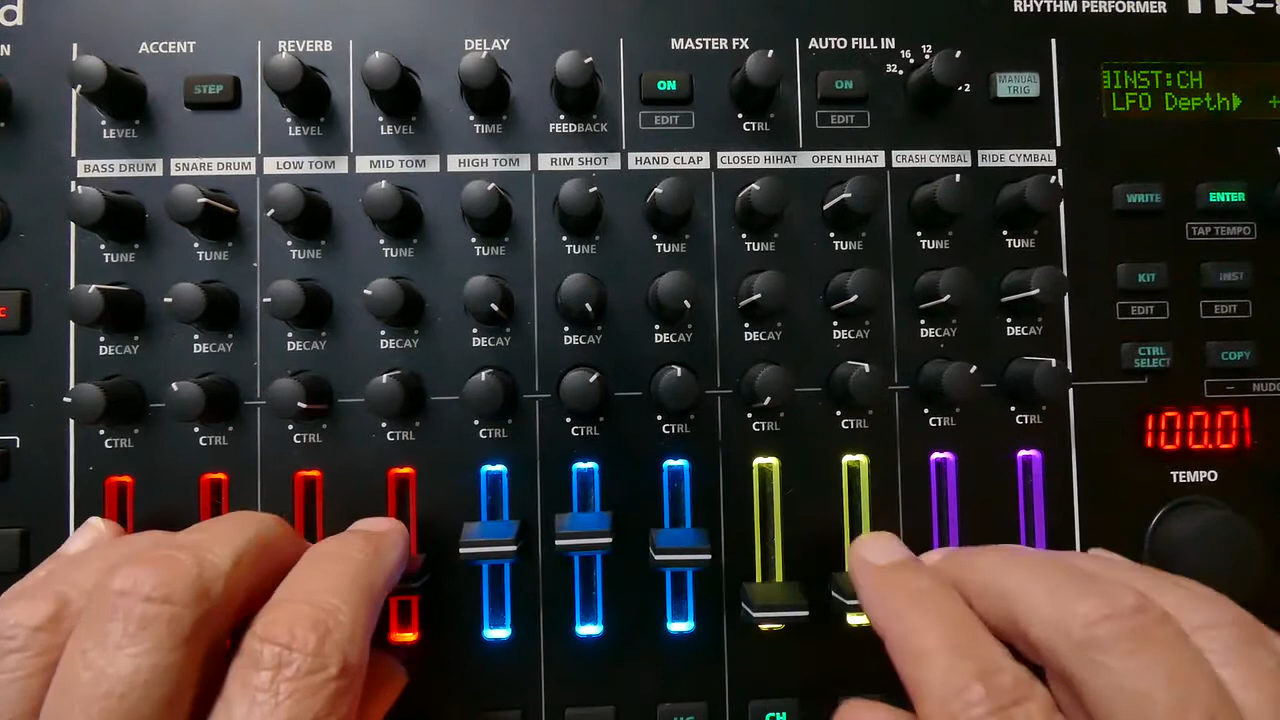 RHYTHM PERFORMER TR-
ACCENT
REVERB
DELAY
MASTER FX
AUTO FILL IN
STEP
ON
EDIT
ON
EDIT
32
16
12
2
MANUAL
TRIG
INST:CH
LFO Depth
LEVEL
LEVEL
LEVEL
TIME
FEEDBACK
CTRL
BASS DRUM
SNARE DRUM
LOW TOM
MID TOM
HIGH TOM
RIM SHOT
HAND CLAP
CLOSED HIHAT
OPEN HIHAT
CRASH CYMBAL
RIDE CYMBAL
TUNE
TUNE
TUNE
TUNE
TUNE
TUNE
TUNE
TUNE
TUNE
TUNE
TUNE
WRITE
ENTER
TAP TEMPO
KIT
INST
EDIT
EDIT
DECAY
DECAY
DECAY
DECAY
DECAY
DECAY
DECAY
DECAY
DECAY
DECAY
DECAY
CTRL
SELECT
COPY
CTRL
CTRL
CTRL
CTRL
CTRL
CTRL
CTRL
CTRL
CTRL
CTRL
CTRL
100.01
TEMPO
CH